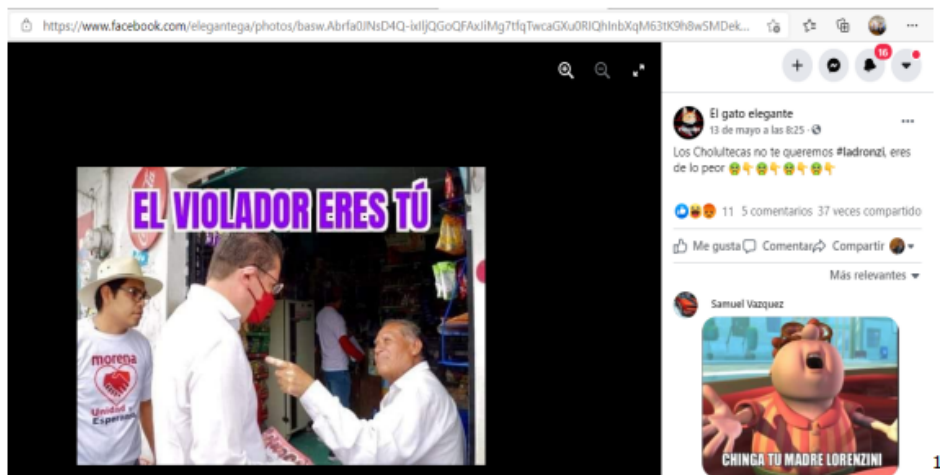 https://www.facebook.com/elegantega/photos/basw.Abrfa0JNsD4Q-ixIljQGoQFAxJiMg7tfqTwcaGXu0RIQhInbXqM63tK9h8wSMDek...
16
El gato elegante
13 de mayo a las 8:25 ·
Los Cholultecas no te queremos #ladronzi, eres
de lo peor 🤢👇🤢👇🤢👇🤢👇
11 5 comentarios 37 veces compartido
Me gusta Comentar Compartir
Más relevantes
Samuel Vazquez
CHINGA TU MADRE LORENZINI
EL VIOLADOR ERES TÚ
morena
Unidad y
Esperanza
1